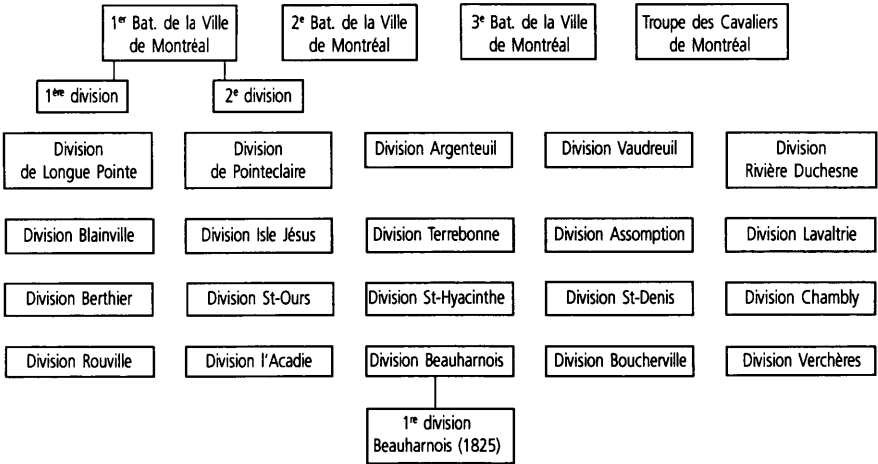 1er Bat. de la Ville
de Montréal
2e Bat. de la Ville
de Montréal
3e Bat. de la Ville
de Montréal
Troupe des Cavaliers
de Montréal
1ère division
2e division
Division
de Longue Pointe
Division
de Pointeclaire
Division Argenteuil
Division Vaudreuil
Division
Rivière Duchesne
Division Blainville
Division Isle Jésus
Division Terrebonne
Division Assomption
Division Lavaltrie
Division Berthier
Division St-Ours
Division St-Hyacinthe
Division St-Denis
Division Chambly
Division Rouville
Division l'Acadie
Division Beauharnois
Division Boucherville
Division Verchères
1re division
Beauharnois (1825)